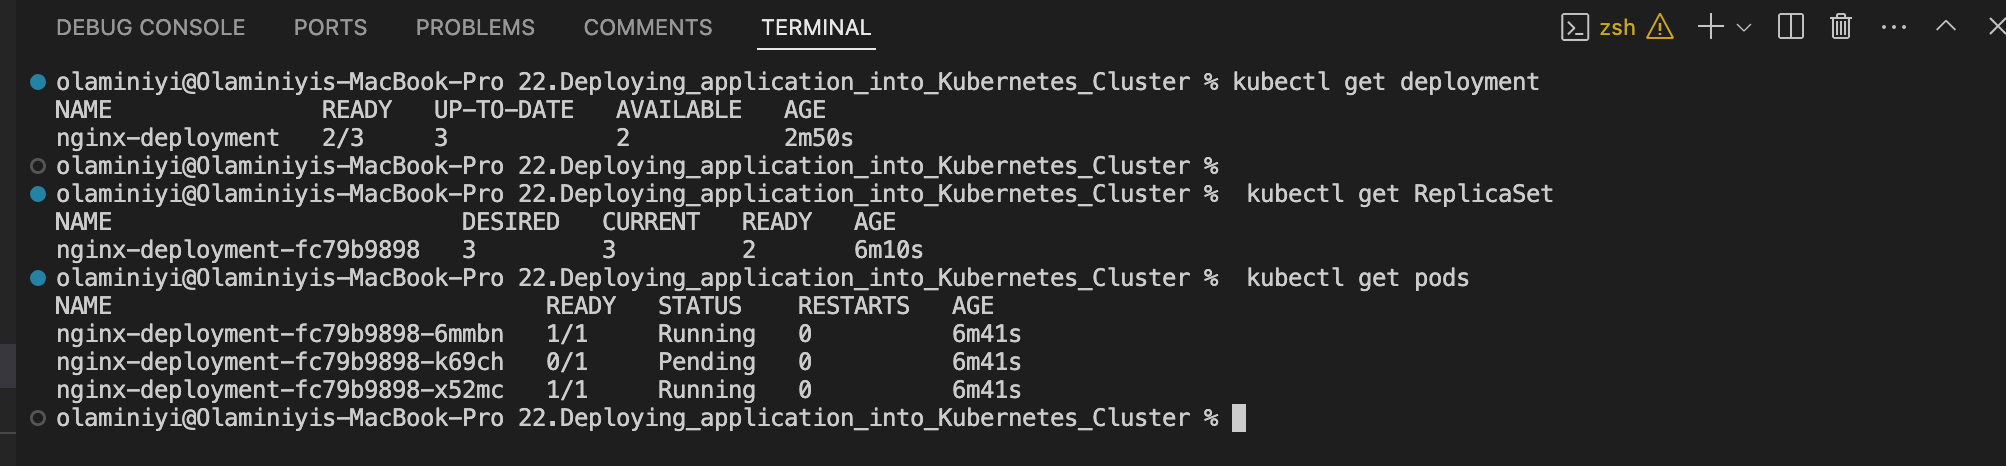 DEBUG CONSOLE PORTS PROBLEMS COMMENTS TERMINAL zsh
olaminiyi@Olaminiyis-MacBook-Pro 22.Deploying_application_into_Kubernetes_Cluster % kubectl get deployment
NAME READY UP-TO-DATE AVAILABLE AGE
nginx-deployment 2/3 3 2 2m50s
olaminiyi@Olaminiyis-MacBook-Pro 22.Deploying_application_into_Kubernetes_Cluster %
olaminiyi@Olaminiyis-MacBook-Pro 22.Deploying_application_into_Kubernetes_Cluster % kubectl get ReplicaSet
NAME DESIRED CURRENT READY AGE
nginx-deployment-fc79b9898 3 3 2 6m10s
olaminiyi@Olaminiyis-MacBook-Pro 22.Deploying_application_into_Kubernetes_Cluster % kubectl get pods
NAME READY STATUS RESTARTS AGE
nginx-deployment-fc79b9898-6mmbn 1/1 Running 0 6m41s
nginx-deployment-fc79b9898-k69ch 0/1 Pending 0 6m41s
nginx-deployment-fc79b9898-x52mc 1/1 Running 0 6m41s
olaminiyi@Olaminiyis-MacBook-Pro 22.Deploying_application_into_Kubernetes_Cluster %